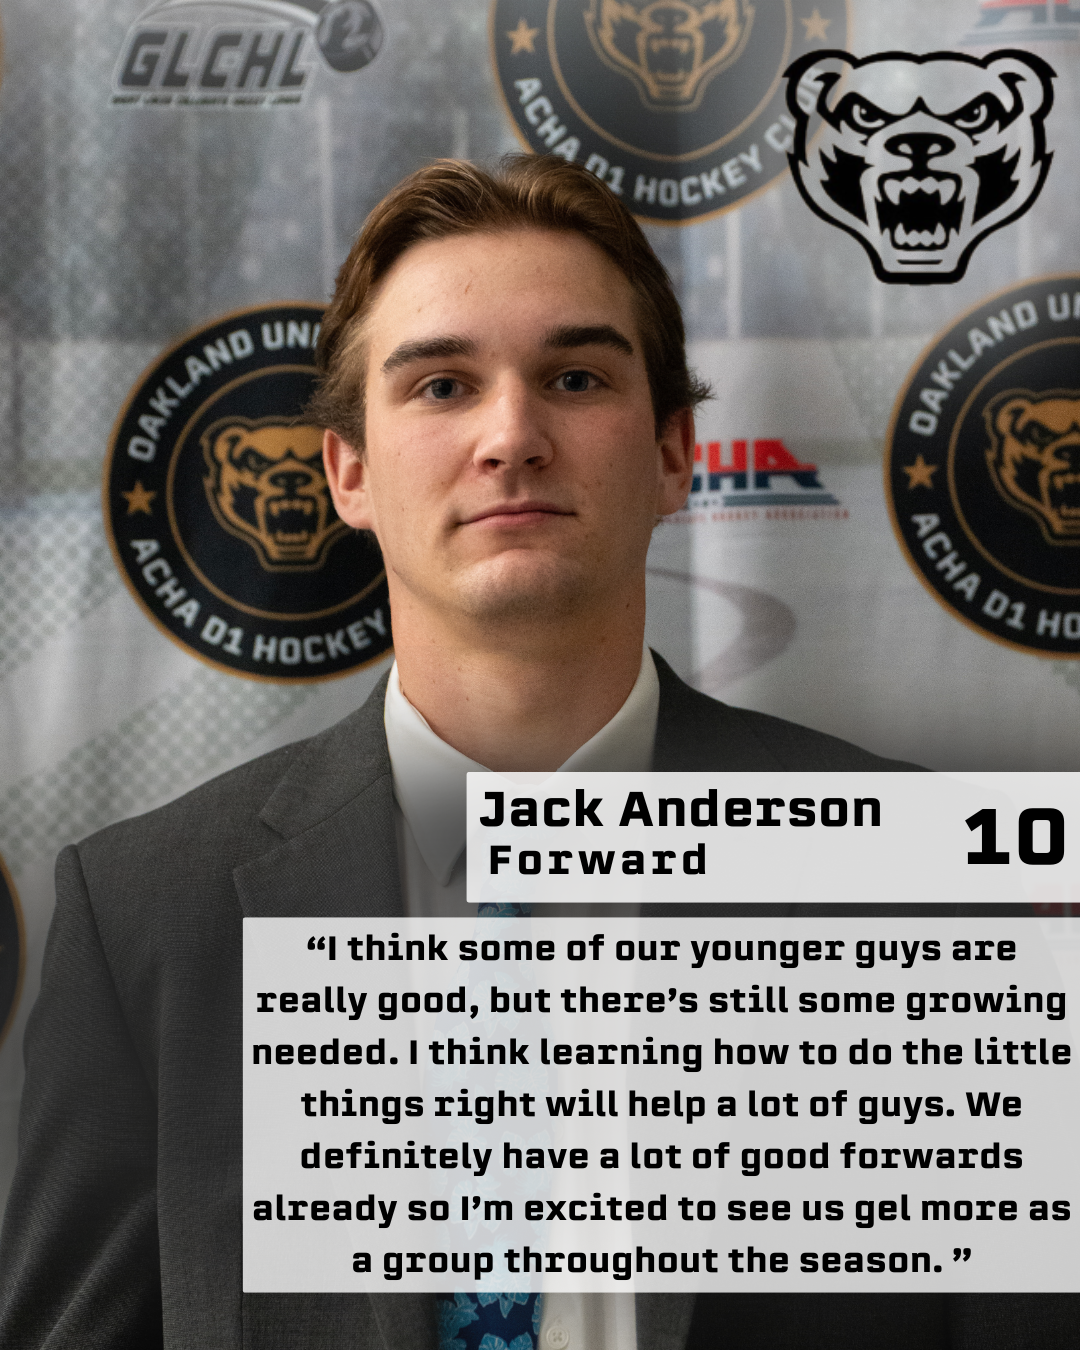 GLCHL
ACHA D1 HOCKEY CLUB
OAKLAND UNI
ACHA D1 HOCKEY
CHA
OAKLAND U
ACHA D1 HO
Jack Anderson
Forward
10
“I think some of our younger guys are
really good, but there’s still some growing
needed. I think learning how to do the little
things right will help a lot of guys. We
definitely have a lot of good forwards
already so I’m excited to see us gel more as
a group throughout the season. ”